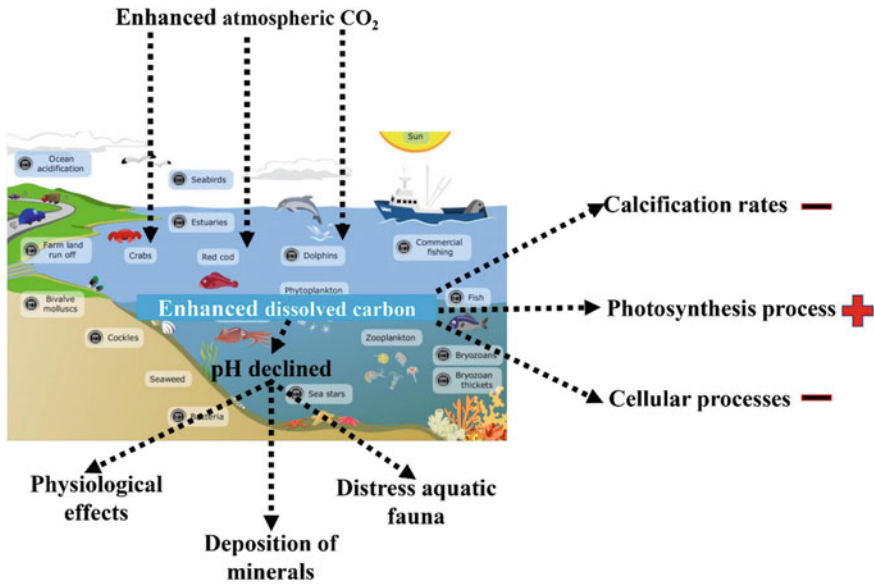 Enhanced atmospheric CO₂
Sun
Ocean
acidification
Seabirds
Estuaries
Calcification rates
Farm land
run off
Crabs
Red cod
Dolphins
Commercial
fishing
Phytoplankton
Bivalve
molluscs
Enhanced dissolved carbon
Fish
Photosynthesis process
Cockles
Zooplankton
Bryozoans
pH declined
Seaweed
Bryozoan
thickets
Sea stars
Cellular processes
Bacteria
Physiological
effects
Distress aquatic
fauna
Deposition of
minerals